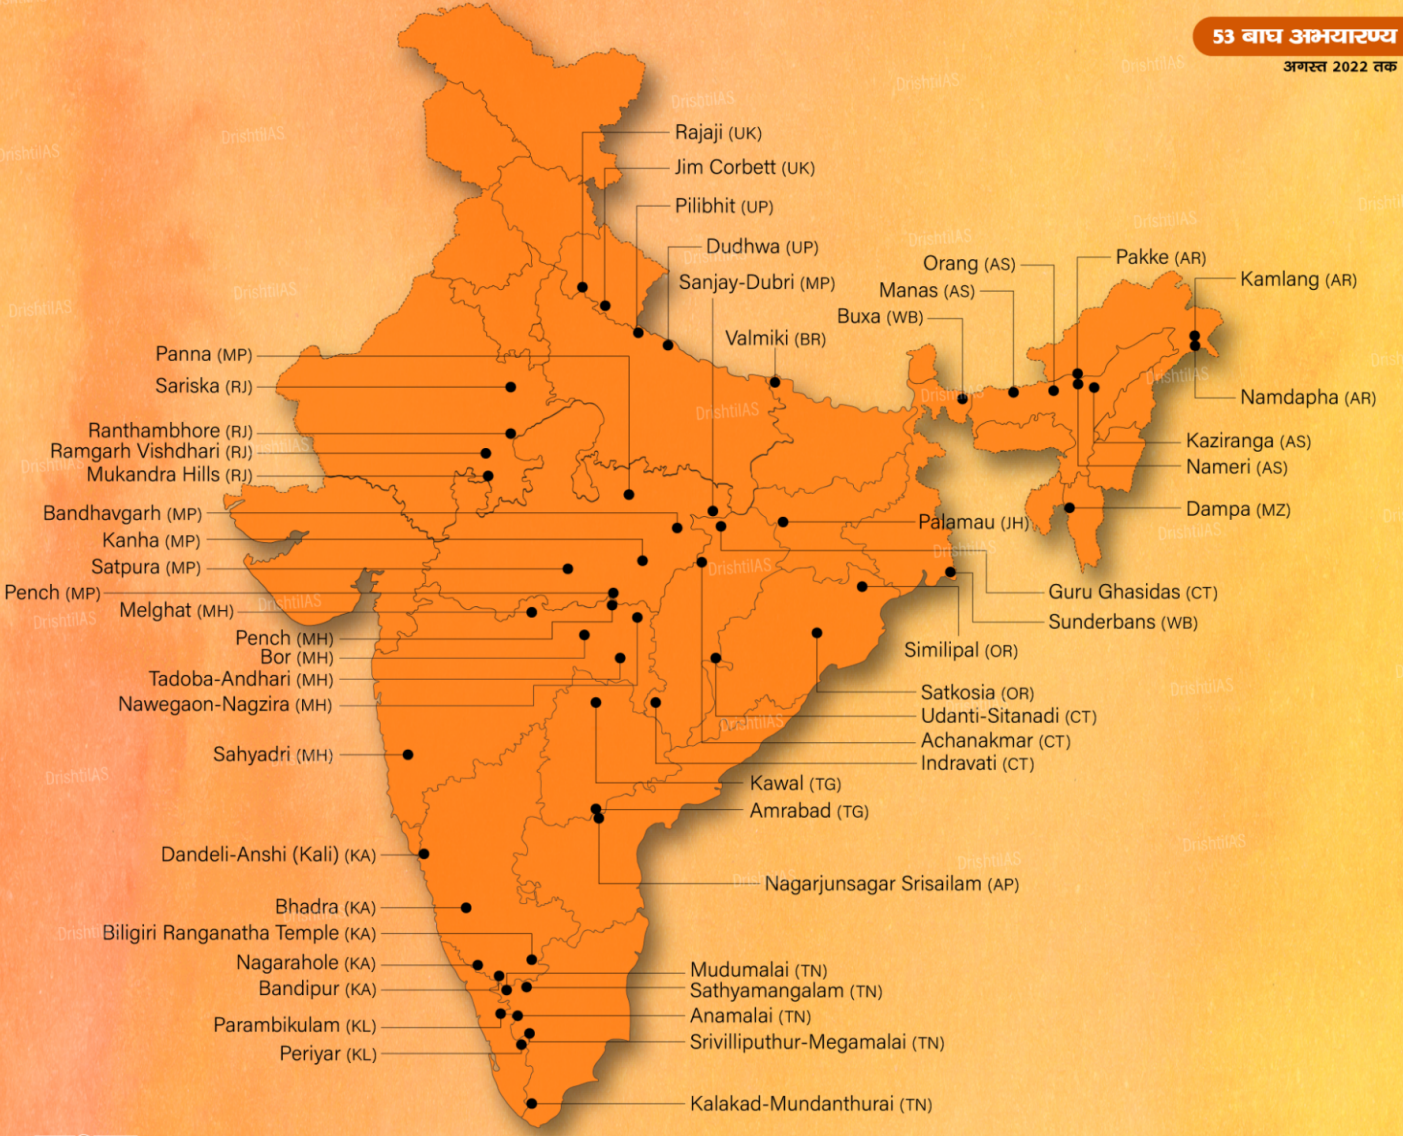 53 बाघ अभयारण्य
अगस्त 2022 तक
Rajaji (UK)
Jim Corbett (UK)
Pilibhit (UP)
Dudhwa (UP)
Sanjay-Dubri (MP)
Valmiki (BR)
Pakke (AR)
Orang (AS)
Manas (AS)
Buxa (WB)
Kamlang (AR)
Namdapha (AR)
Kaziranga (AS)
Nameri (AS)
Dampa (MZ)
Panna (MP)
Sariska (RJ)
Ranthambhore (RJ)
Ramgarh Vishdhari (RJ)
Mukandra Hills (RJ)
Bandhavgarh (MP)
Kanha (MP)
Satpura (MP)
Pench (MP)
Melghat (MH)
Pench (MH)
Bor (MH)
Tadoba-Andhari (MH)
Nawegaon-Nagzira (MH)
Sahyadri (MH)
Palamau (JH)
Guru Ghasidas (CT)
Sunderbans (WB)
Similipal (OR)
Satkosia (OR)
Udanti-Sitanadi (CT)
Achanakmar (CT)
Indravati (CT)
Kawal (TG)
Amrabad (TG)
Nagarjunsagar Srisailam (AP)
Dandeli-Anshi (Kali) (KA)
Bhadra (KA)
Biligiri Ranganatha Temple (KA)
Nagarahole (KA)
Bandipur (KA)
Parambikulam (KL)
Periyar (KL)
Mudumalai (TN)
Sathyamangalam (TN)
Anamalai (TN)
Srivilliputhur-Megamalai (TN)
Kalakad-Mundanthurai (TN)
DrishtiIAS